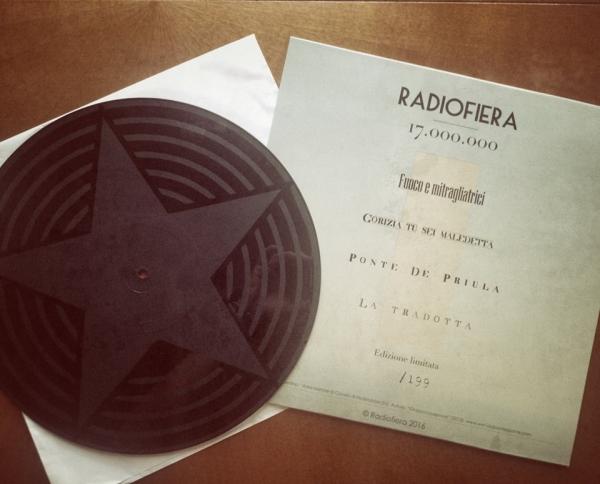 RADIOFIERA
17.000.000
Fuoco e mitragliatrici
GORIZIA TU SEI MALEDETTA
PONTE DE PRIULA
LA TRADOTTA
Edizione limitata
/199
© Radiofiera 2016